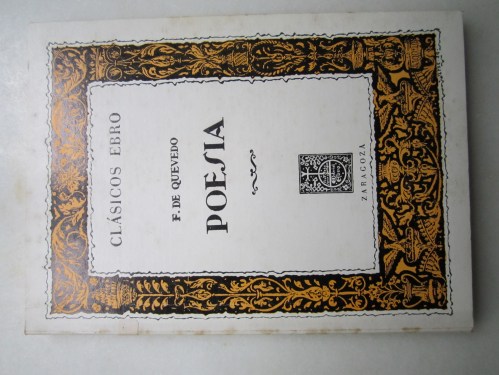 CLÁSICOS EBRO
F. DE QUEVEDO
POESIA
ZARAGOZA